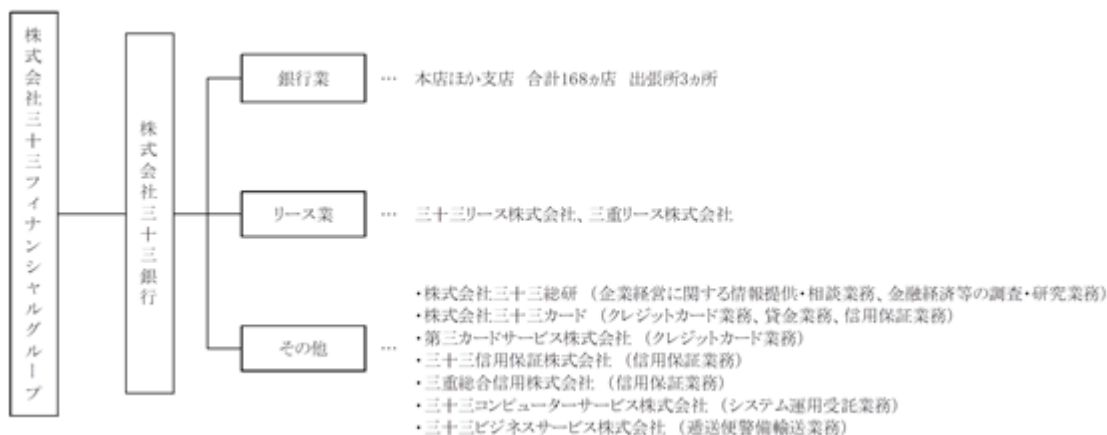 株式会社三十三フィナンシャルグループ
株式会社三十三銀行
銀行業 … 本店ほか支店 合計168ヵ店 出張所3ヵ所
リース業 … 三十三リース株式会社、三重リース株式会社
その他 …
・株式会社三十三総研 (企業経営に関する情報提供・相談業務、金融経済等の調査・研究業務)
・株式会社三十三カード (クレジットカード業務、貸金業務、信用保証業務)
・第三カードサービス株式会社 (クレジットカード業務)
・三十三信用保証株式会社 (信用保証業務)
・三重総合信用株式会社 (信用保証業務)
・三十三コンピューターサービス株式会社 (システム運用受託業務)
・三十三ビジネスサービス株式会社 (逓送便警備輸送業務)